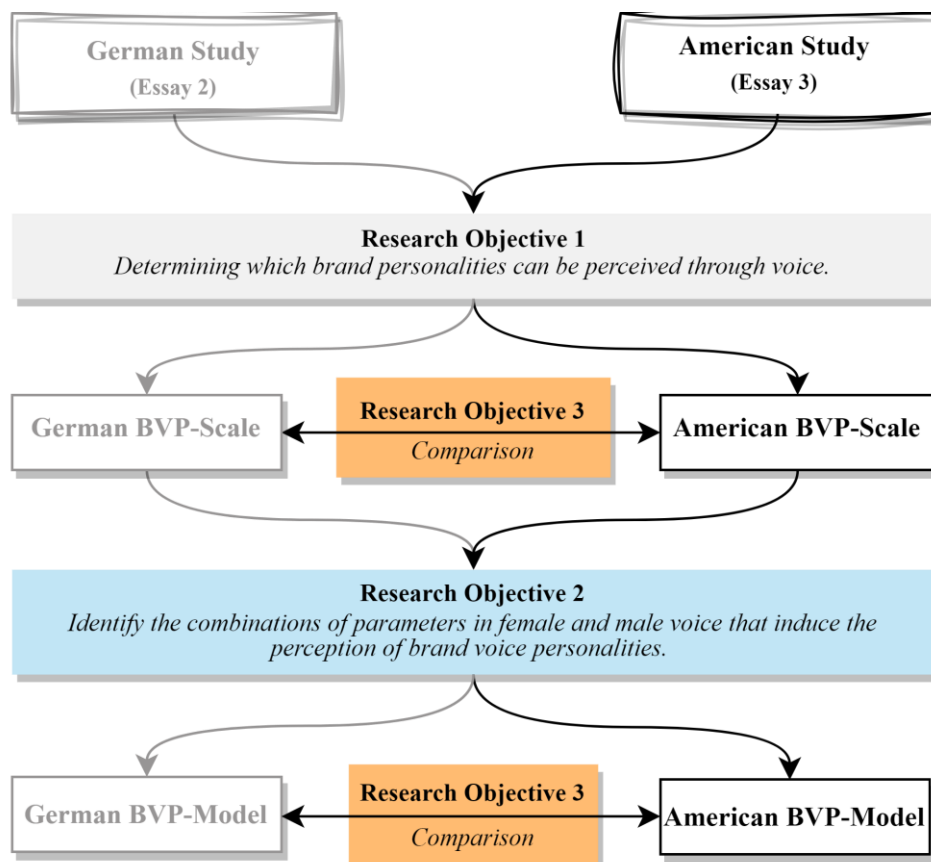 German Study
(Essay 2)
American Study
(Essay 3)
Research Objective 1
Determining which brand personalities can be perceived through voice.
German BVP-Scale
Research Objective 3
Comparison
American BVP-Scale
Research Objective 2
Identify the combinations of parameters in female and male voice that induce the
perception of brand voice personalities.
German BVP-Model
Research Objective 3
Comparison
American BVP-Model